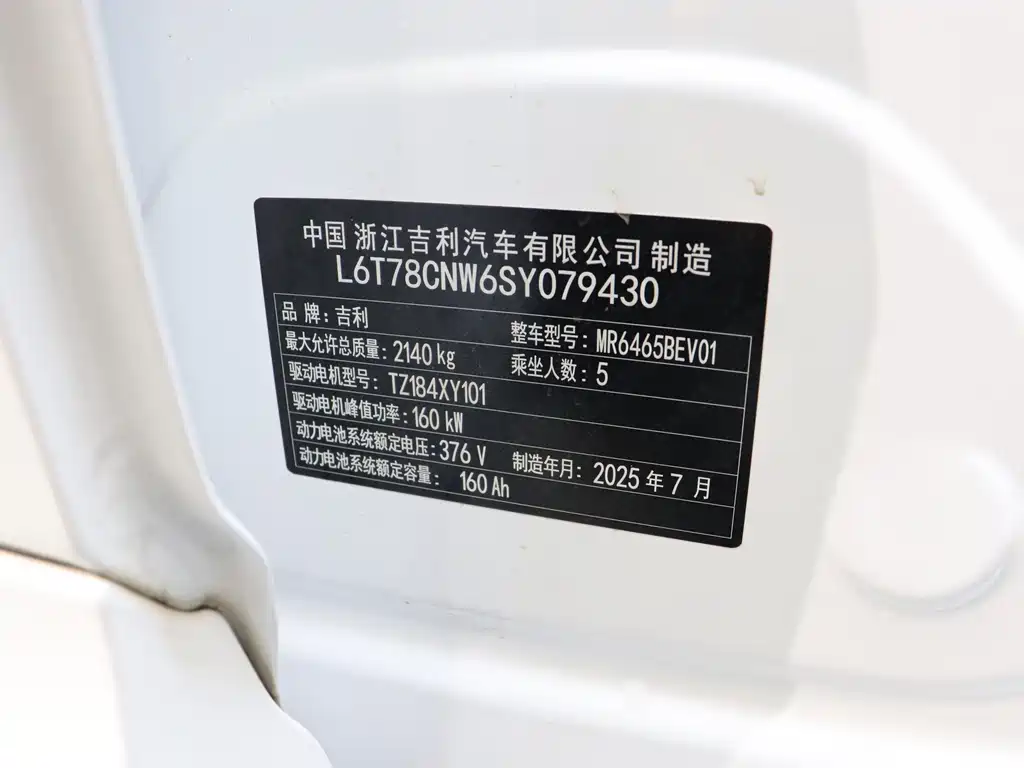 中国 浙江吉利汽车有限公司 制造
L6T78CNW6SY079430
品 牌: 吉利
整车型号: MR6465BEV01
最大允许总质量: 2140 kg
乘坐人数: 5
驱动电机型号: TZ184XY101
驱动电机峰值功率: 160 kW
动力电池系统额定电压: 376 V
制造年月: 2025 年 7 月
动力电池系统额定容量: 160 Ah